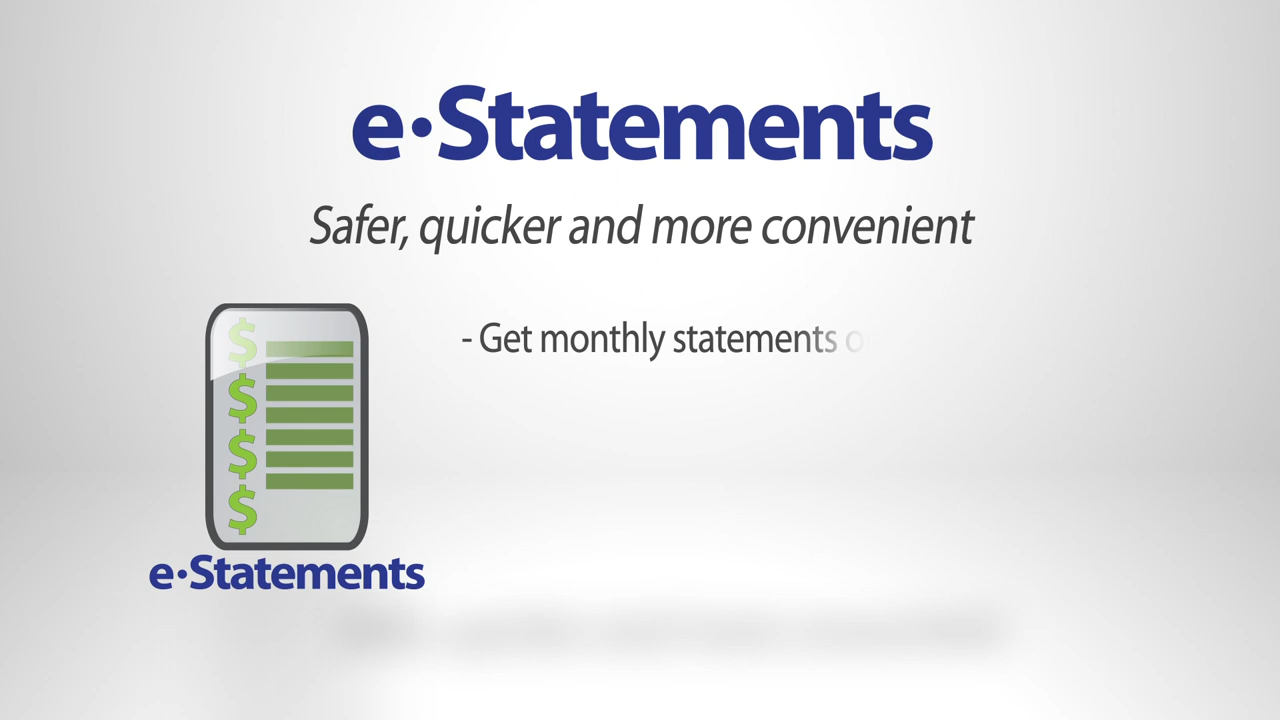 e•Statements
Safer, quicker and more convenient
- Get monthly statements
$
$
$
$
e•Statements